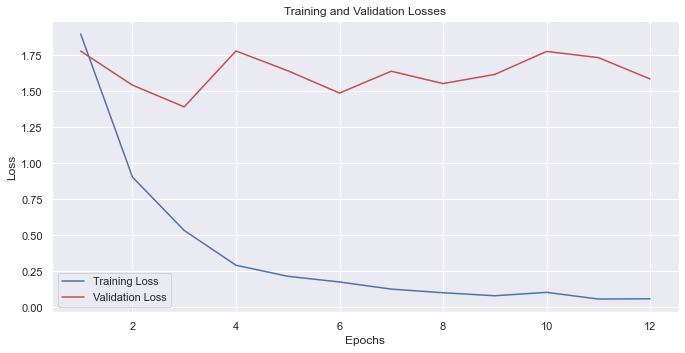 Training and Validation Losses
Loss
1.75
1.50
1.25
1.00
0.75
0.50
0.25
0.00
Training Loss
Validation Loss
2 4 6 8 10 12
Epochs